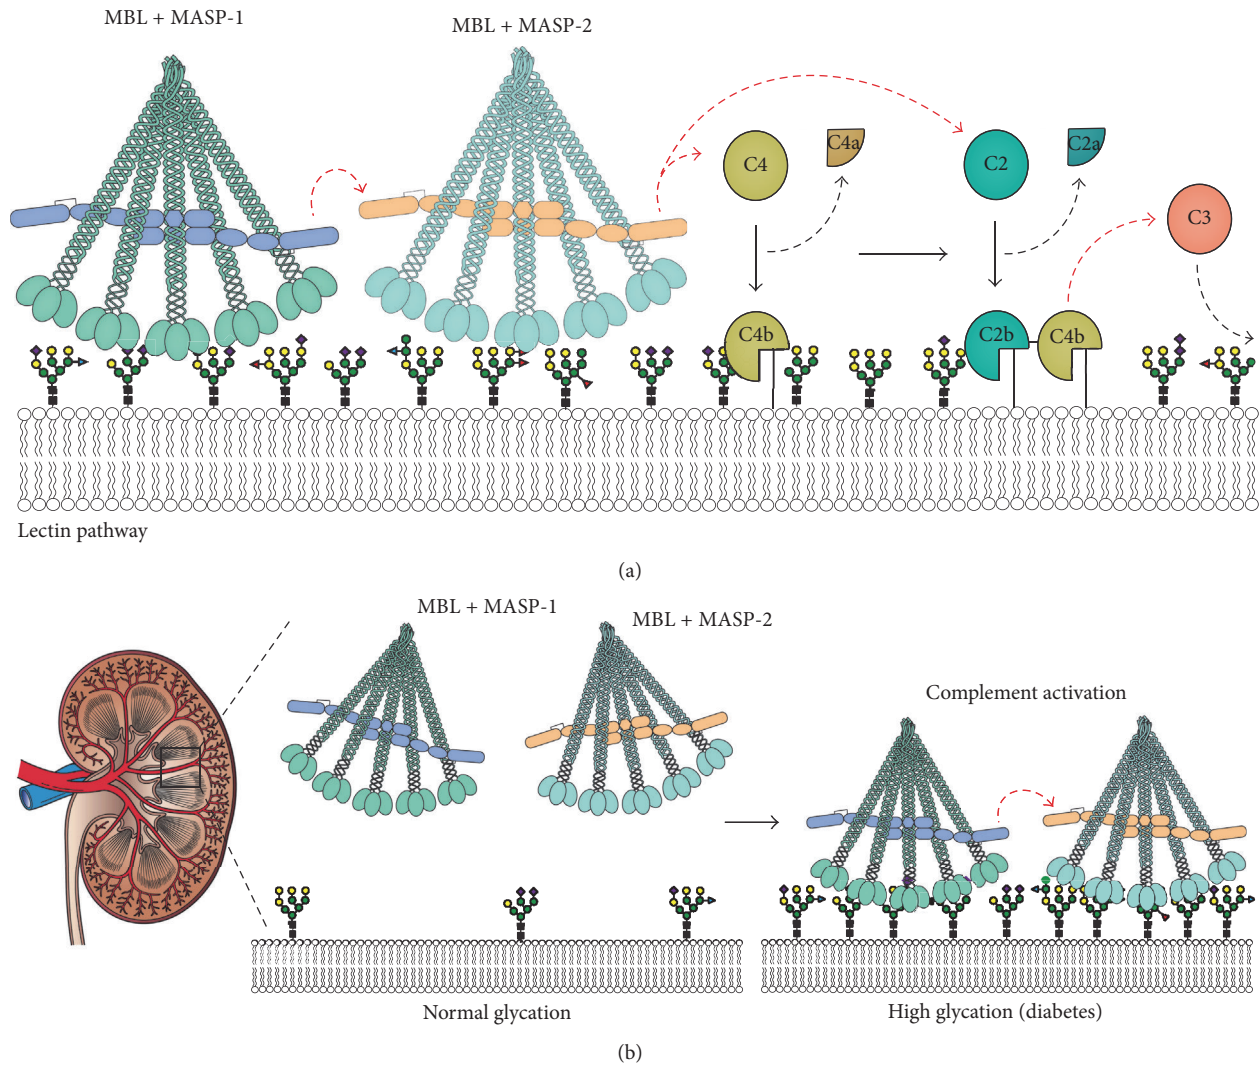 MBL + MASP-1
MBL + MASP-2
C4
C4a
C2
C2a
C3
C4b
C2b
C4b
Lectin pathway
(a)
MBL + MASP-1
MBL + MASP-2
Complement activation
Normal glycation
High glycation (diabetes)
(b)